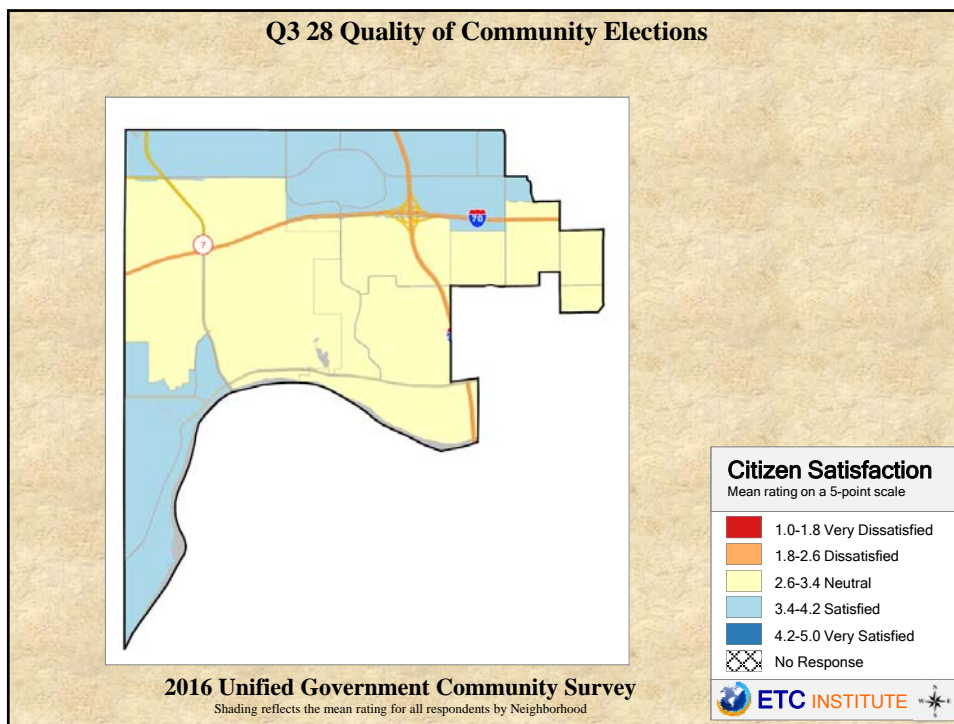 Q3 28 Quality of Community Elections
70
7
Citizen Satisfaction
Mean rating on a 5-point scale
1.0-1.8 Very Dissatisfied
1.8-2.6 Dissatisfied
2.6-3.4 Neutral
3.4-4.2 Satisfied
4.2-5.0 Very Satisfied
No Response
ETC INSTITUTE
N
W E
S
2016 Unified Government Community Survey
Shading reflects the mean rating for all respondents by Neighborhood